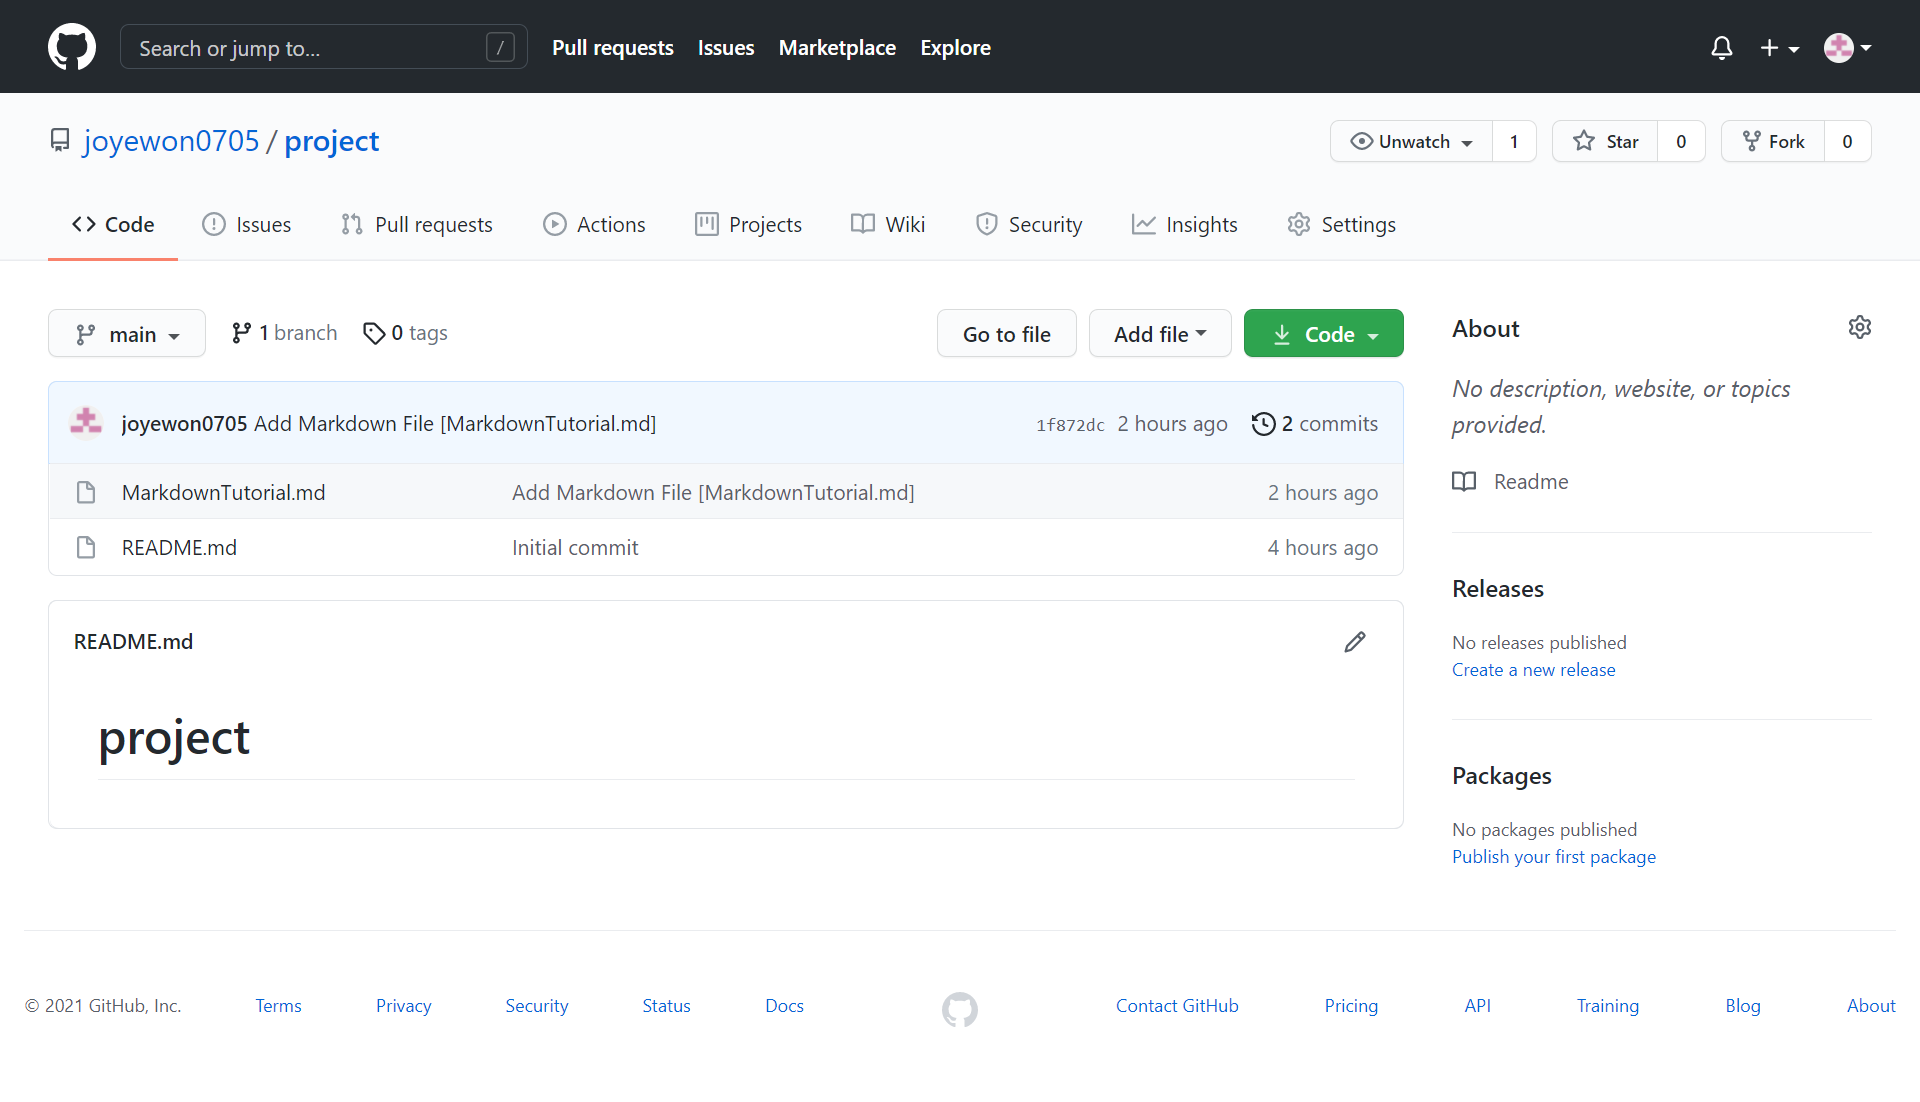 Search or jump to... /
Pull requests Issues Marketplace Explore
joyewon0705 / project
Unwatch 1 Star 0 Fork 0
Code Issues Pull requests Actions Projects Wiki Security Insights Settings
main 1 branch 0 tags
Go to file Add file Code
joyewon0705 Add Markdown File [MarkdownTutorial.md] 1f872dc 2 hours ago 2 commits
MarkdownTutorial.md Add Markdown File [MarkdownTutorial.md] 2 hours ago
README.md Initial commit 4 hours ago
README.md
project
About
No description, website, or topics
provided.
Readme
Releases
No releases published
Create a new release
Packages
No packages published
Publish your first package
© 2021 GitHub, Inc. Terms Privacy Security Status Docs Contact GitHub Pricing API Training Blog About